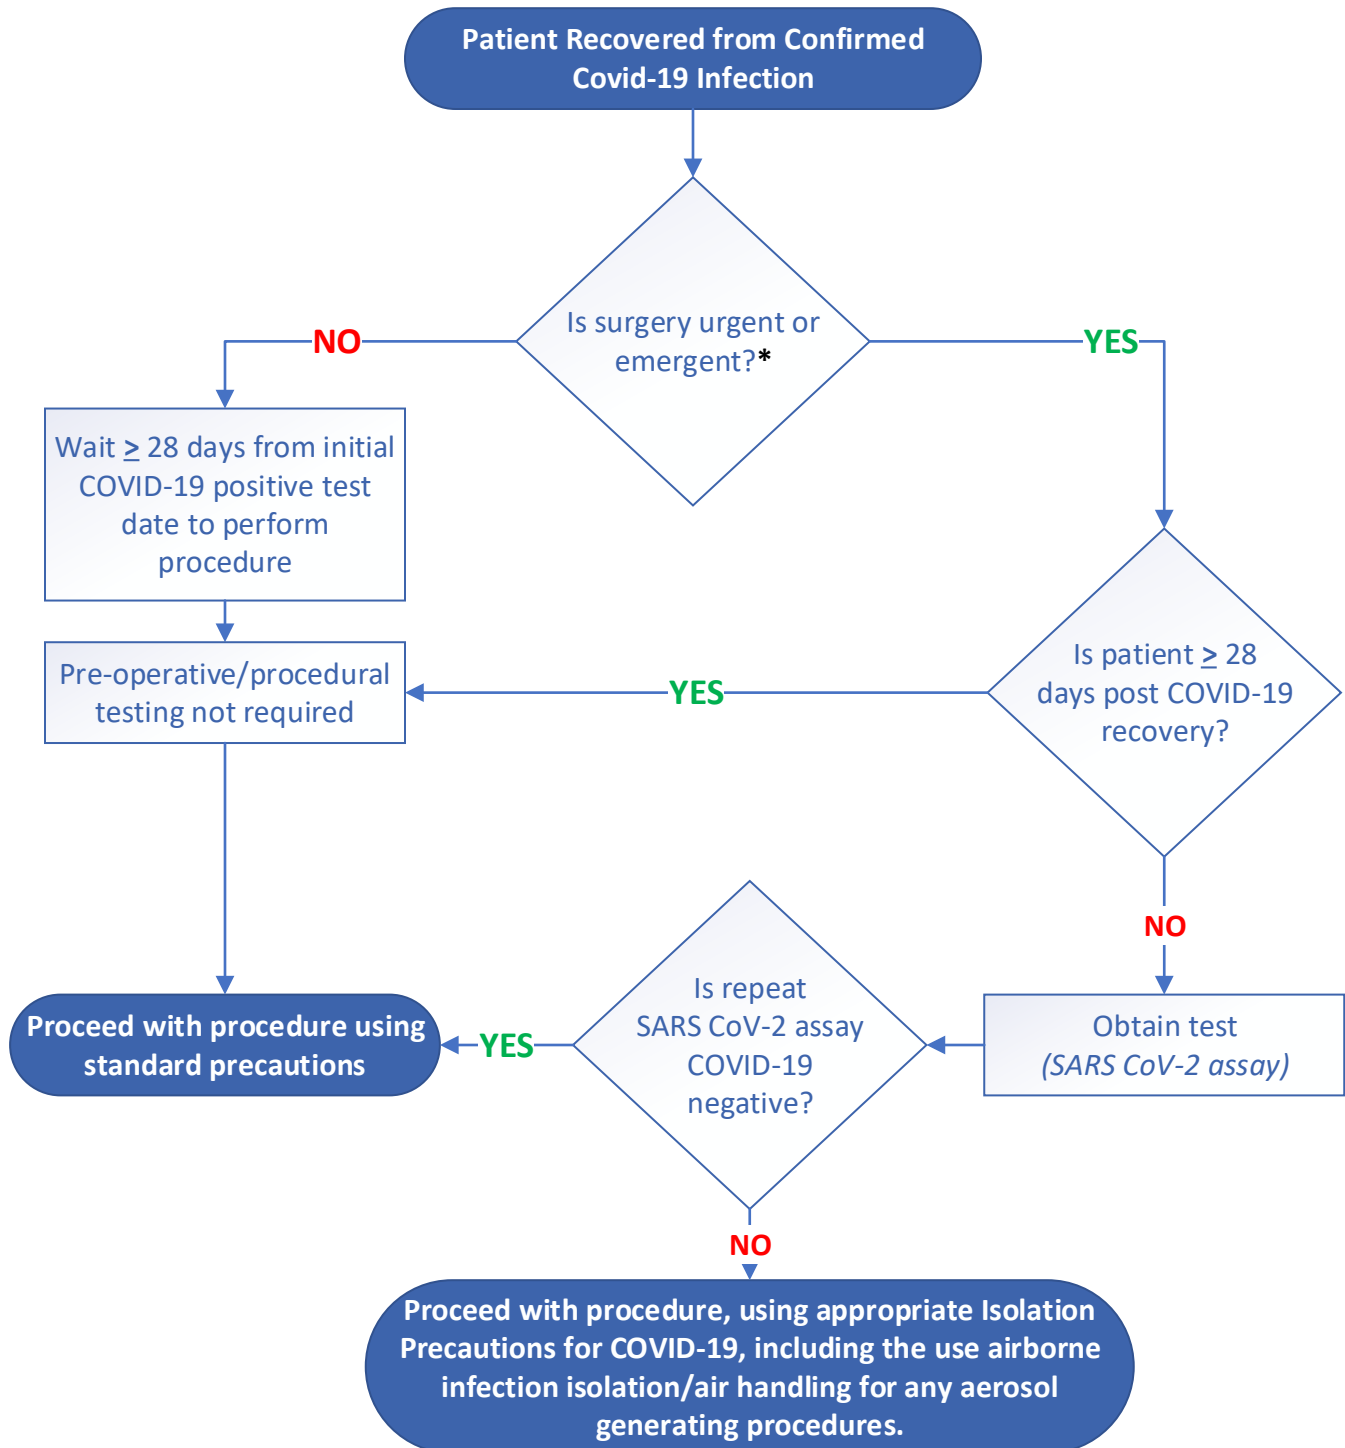 Patient Recovered from Confirmed
Covid-19 Infection
Is surgery urgent or
emergent?*
NO
YES
Wait ≥ 28 days from initial
COVID-19 positive test
date to perform
procedure
Pre-operative/procedural
testing not required
YES
Is patient ≥ 28
days post COVID-19
recovery?
NO
Obtain test
(SARS CoV-2 assay)
Is repeat
SARS CoV-2 assay
COVID-19
negative?
YES
Proceed with procedure using
standard precautions
NO
Proceed with procedure, using appropriate Isolation
Precautions for COVID-19, including the use airborne
infection isolation/air handling for any aerosol
generating procedures.